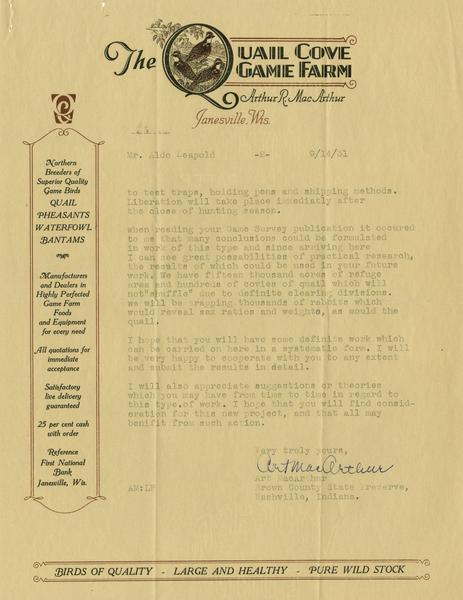 The QUAIL COVE
GAME FARM
Arthur R. MacArthur
Janesville, Wis.
Northern
Breeders of
Superior Quality
Game Birds
QUAIL
PHEASANTS
WATERFOWL
BANTAMS
Manufacturers
and Dealers in
Highly Perfected
Game Farm
Foods
and Equipment
for every need
All quotations for
immediate
acceptance
Satisfactory
live delivery
guaranteed
25 per cent cash
with order
Reference
First National
Bank
Janesville, Wis.
Mr. Aldo Leopold -2- 9/14/31
to test traps, holding pens and shipping methods.
Liberation will take place immediatly after
the close of hunting season.
When reading your Game Survey publication it occured
to me that many conclusions could be formulated
in work of this type and since arriving here
I can see great possabilities of practical research,
the results of which could be used in your future
work. We have fifteen thousand acres of refuge
area and hundreds of covies of quail which will
not "shuffle" due to definite clearing divisions.
We will be trapping thousands of rabbits which
would reveal sex ratios and weights, as would the
quail.
I hope that you will have some definite work which
can be carried on here in a systematic form. I will
be very happy to cooperate with you to any extent
and submit the results in detail.
I will also appreciate suggestions or theories
which you may have from time to time in regard to
this type of work. I hope that you will find consid-
eration for this new project, and that all may
benifit from such action.
Very truly yours,
Art MacArthur
Art MacArthur
AM:LF Brown County State Preserve,
Nashville, Indiana.
BIRDS OF QUALITY - LARGE AND HEALTHY - PURE WILD STOCK